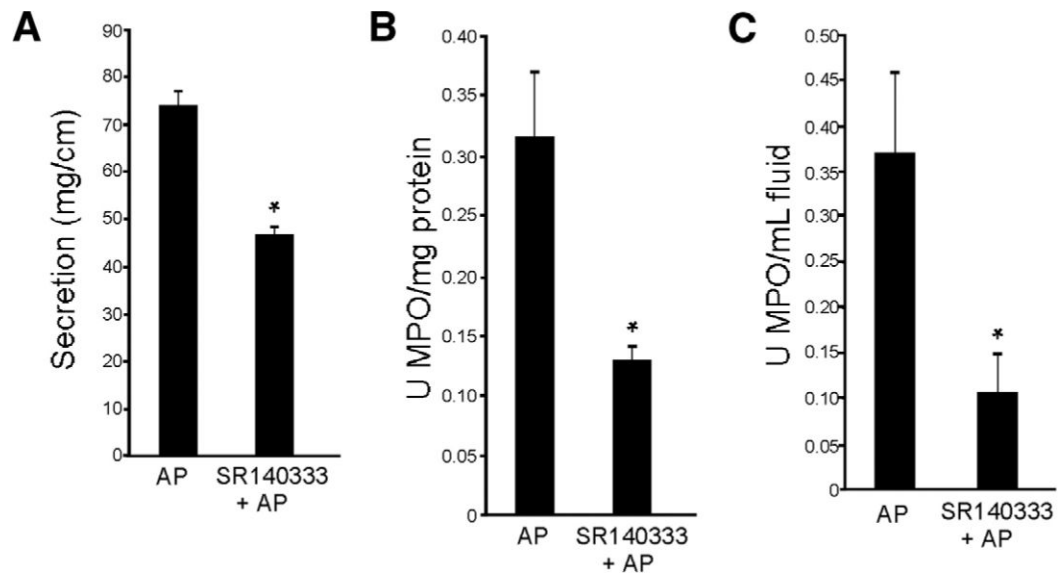 A
Secretion (mg/cm)
90
80
70
60
50
40
30
20
10
0
*
AP
SR140333
+ AP
B
U MPO/mg protein
0.40
0.35
0.30
0.25
0.20
0.15
0.10
0.05
0
*
AP
SR140333
+ AP
C
U MPO/mL fluid
0.50
0.45
0.40
0.35
0.30
0.25
0.20
0.15
0.10
0.05
0
*
AP
SR140333
+ AP